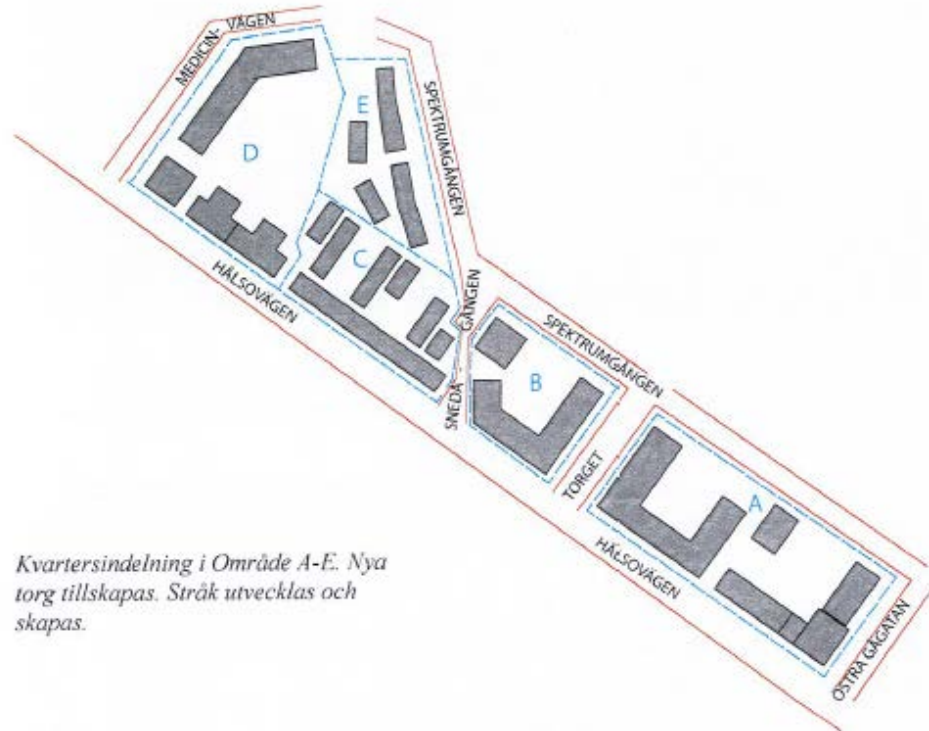 MEDICIN-
VÄGEN
E
SPEKTRUMGÅNGEN
D
C
HÄLSOVÄGEN
SNEDA
GÅNGEN
SPEKTRUMGÅNGEN
B
TORGET
A
HÄLSOVÄGEN
ÖSTRA GÅGATAN
Kvartersindelning i Område A-E. Nya
torg tillskapas. Stråk utvecklas och
skapas.